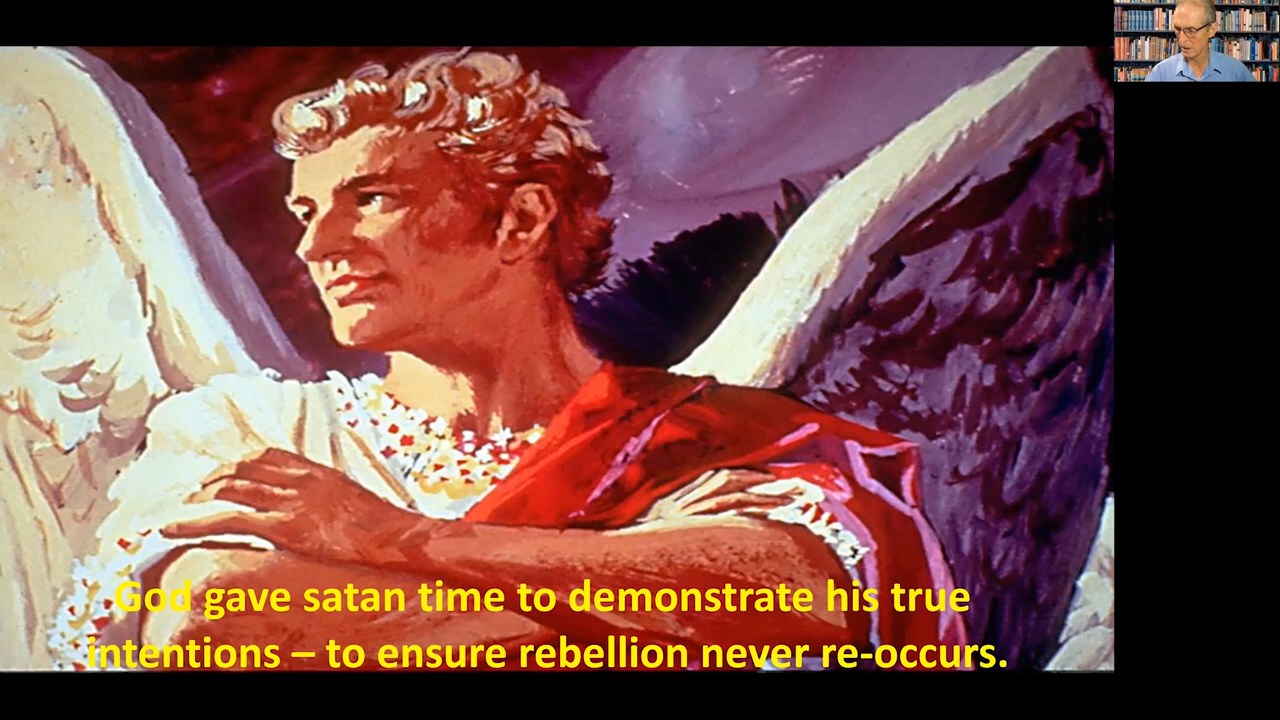 God gave satan time to demonstrate his true
intentions – to ensure rebellion never re-occurs.